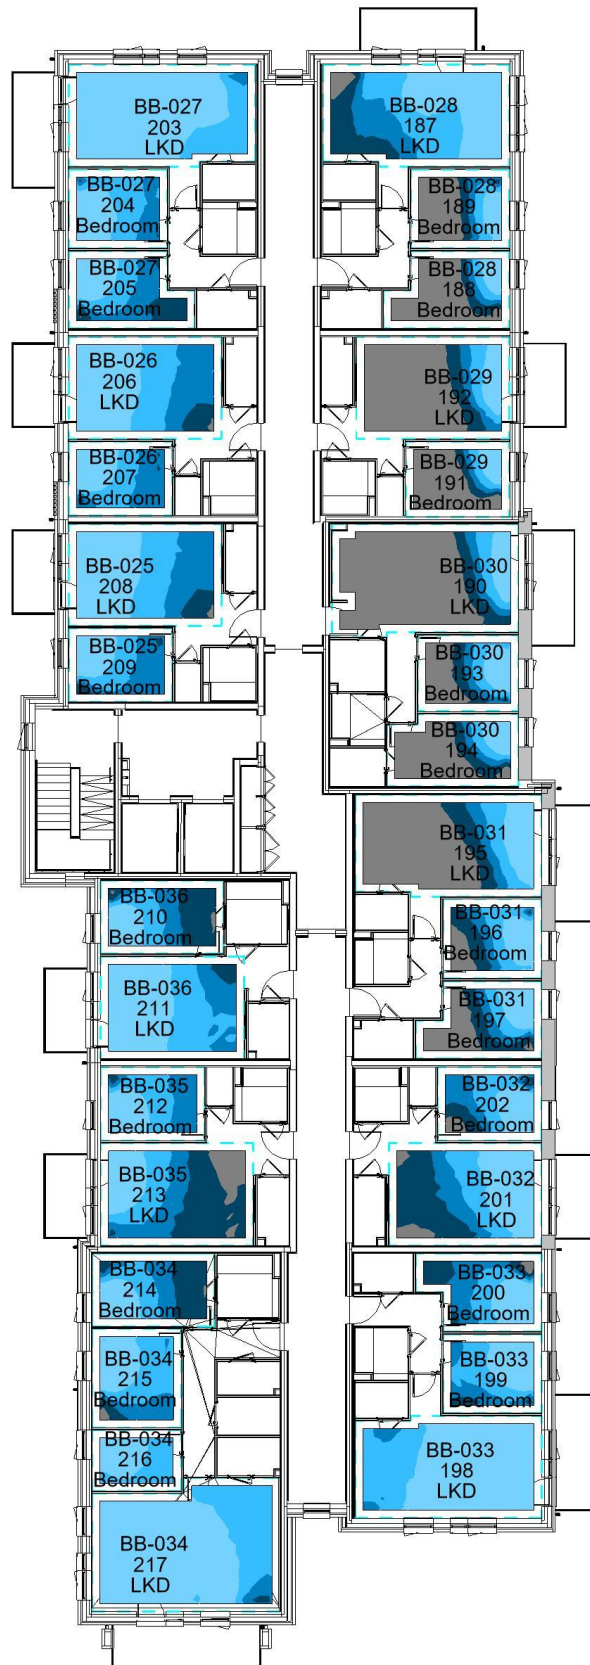 BB-027
203
LKD
BB-028
187
LKD
BB-027
204
Bedroom
BB-028
189
Bedroom
BB-027
205
Bedroom
BB-028
188
Bedroom
BB-026
206
LKD
BB-029
192
LKD
BB-026
207
Bedroom
BB-029
191
Bedroom
BB-025
208
LKD
BB-030
190
LKD
BB-025
209
Bedroom
BB-030
193
Bedroom
BB-030
194
Bedroom
BB-031
195
LKD
BB-036
210
Bedroom
BB-031
196
Bedroom
BB-036
211
LKD
BB-031
197
Bedroom
BB-035
212
Bedroom
BB-032
202
Bedroom
BB-035
213
LKD
BB-032
201
LKD
BB-034
214
Bedroom
BB-033
200
Bedroom
BB-034
215
Bedroom
BB-033
199
Bedroom
BB-034
216
Bedroom
BB-033
198
LKD
BB-034
217
LKD